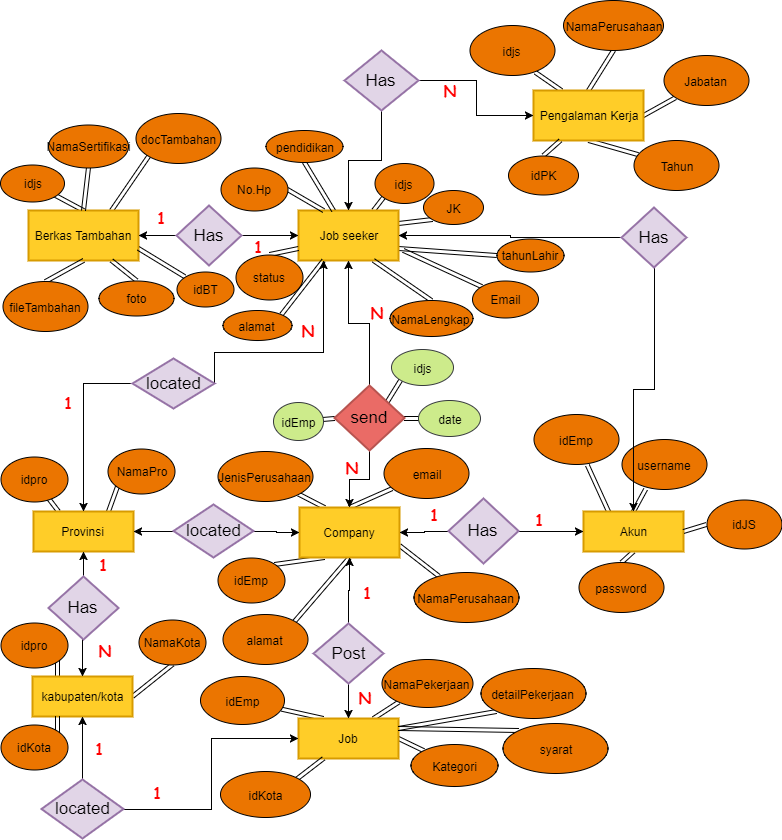 NamaPerusahaan
idjs
Has
Jabatan
N
Pengalaman Kerja
docTambahan
NamaSertifikasi
pendidikan
idPK
Tahun
idjs
No.Hp
idjs
JK
1
Berkas Tambahan
Has
1
Job seeker
Has
tahunLahir
status
idBT
foto
fileTambahan
Email
NamaLengkap
alamat
N
N
located
1
idjs
send
idEmp
date
idEmp
username
N
NamaPro
idpro
JenisPerusahaan
email
idJS
1
1
Provinsi
located
Company
Has
Akun
1
idEmp
password
1
NamaPerusahaan
Has
alamat
NamaKota
idpro
N
Post
NamaPekerjaan
detailPekerjaan
kabupaten/kota
idEmp
N
Job
syarat
idKota
1
Kategori
1
idKota
located